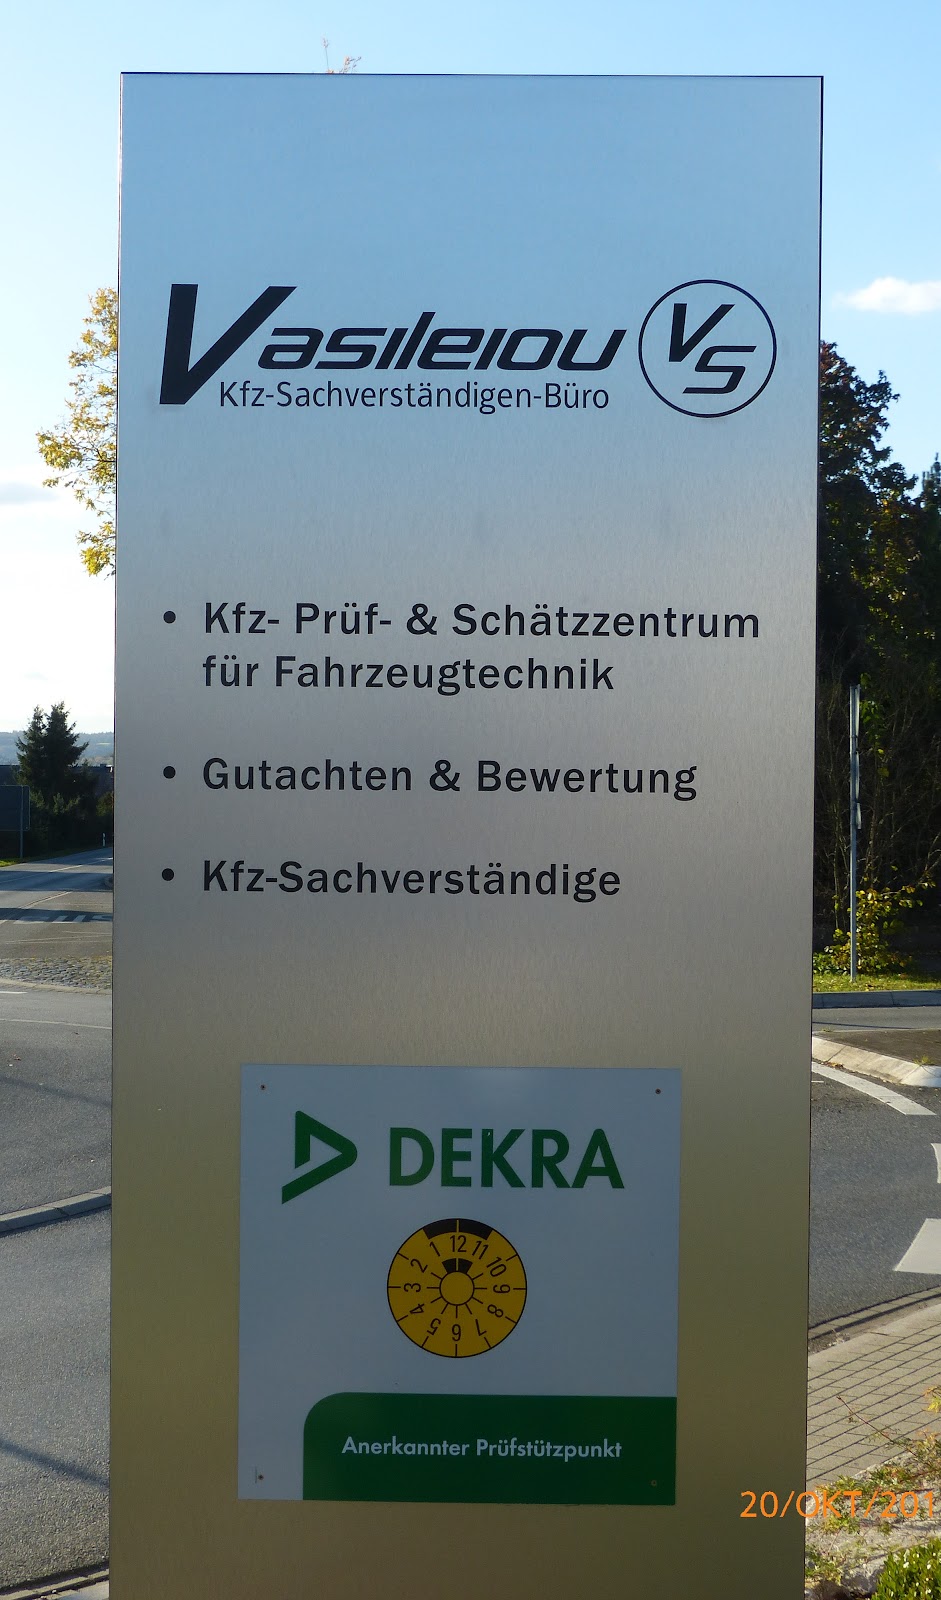 Vasileiou VS
Kfz-Sachverständigen-Büro
• Kfz- Prüf- & Schätzzentrum
für Fahrzeugtechnik
• Gutachten & Bewertung
• Kfz-Sachverständige
DEKRA
1 12 11 10 9 8 7 6 5 4 3 2
Anerkannter Prüfstützpunkt
20/OKT/201